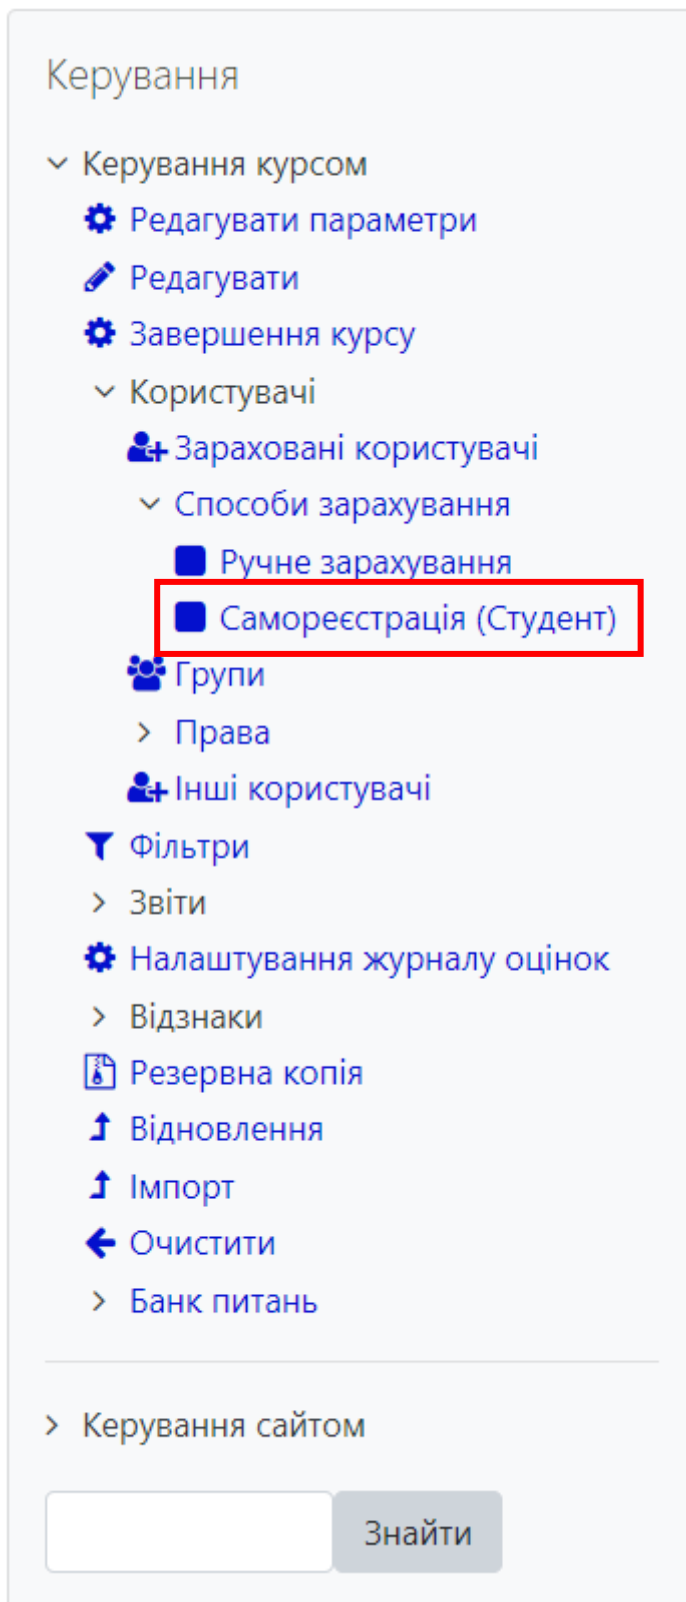 Керування
Керування курсом
Редагувати параметри
Редагувати
Завершення курсу
Користувачі
Зараховані користувачі
Способи зарахування
Ручне зарахування
Самореєстрація (Студент)
Групи
Права
Інші користувачі
Фільтри
Звіти
Налаштування журналу оцінок
Відзнаки
Резервна копія
Відновлення
Імпорт
Очистити
Банк питань
Керування сайтом
Знайти